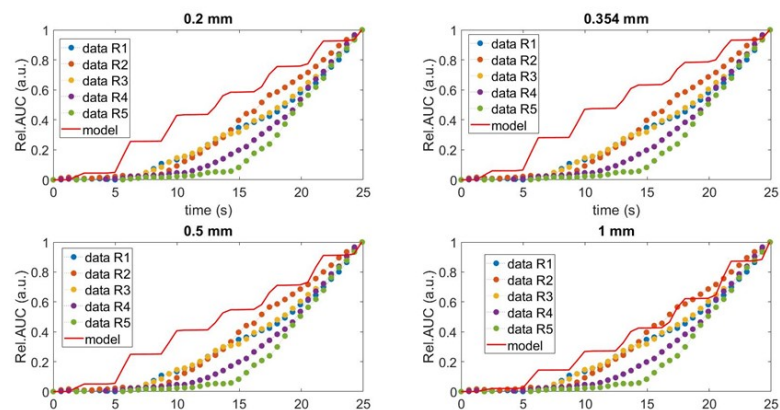 0.2 mm
1
0.8
0.6
0.4
0.2
0
Rel.AUC (a.u.)
data R1
data R2
data R3
data R4
data R5
model
0 5 10 15 20 25
time (s)
0.354 mm
1
0.8
0.6
0.4
0.2
0
Rel.AUC (a.u.)
data R1
data R2
data R3
data R4
data R5
model
0 5 10 15 20 25
time (s)
0.5 mm
1
0.8
0.6
0.4
0.2
0
Rel.AUC (a.u.)
data R1
data R2
data R3
data R4
data R5
model
0 5 10 15 20 25
1 mm
1
0.8
0.6
0.4
0.2
0
Rel.AUC (a.u.)
data R1
data R2
data R3
data R4
data R5
model
0 5 10 15 20 25